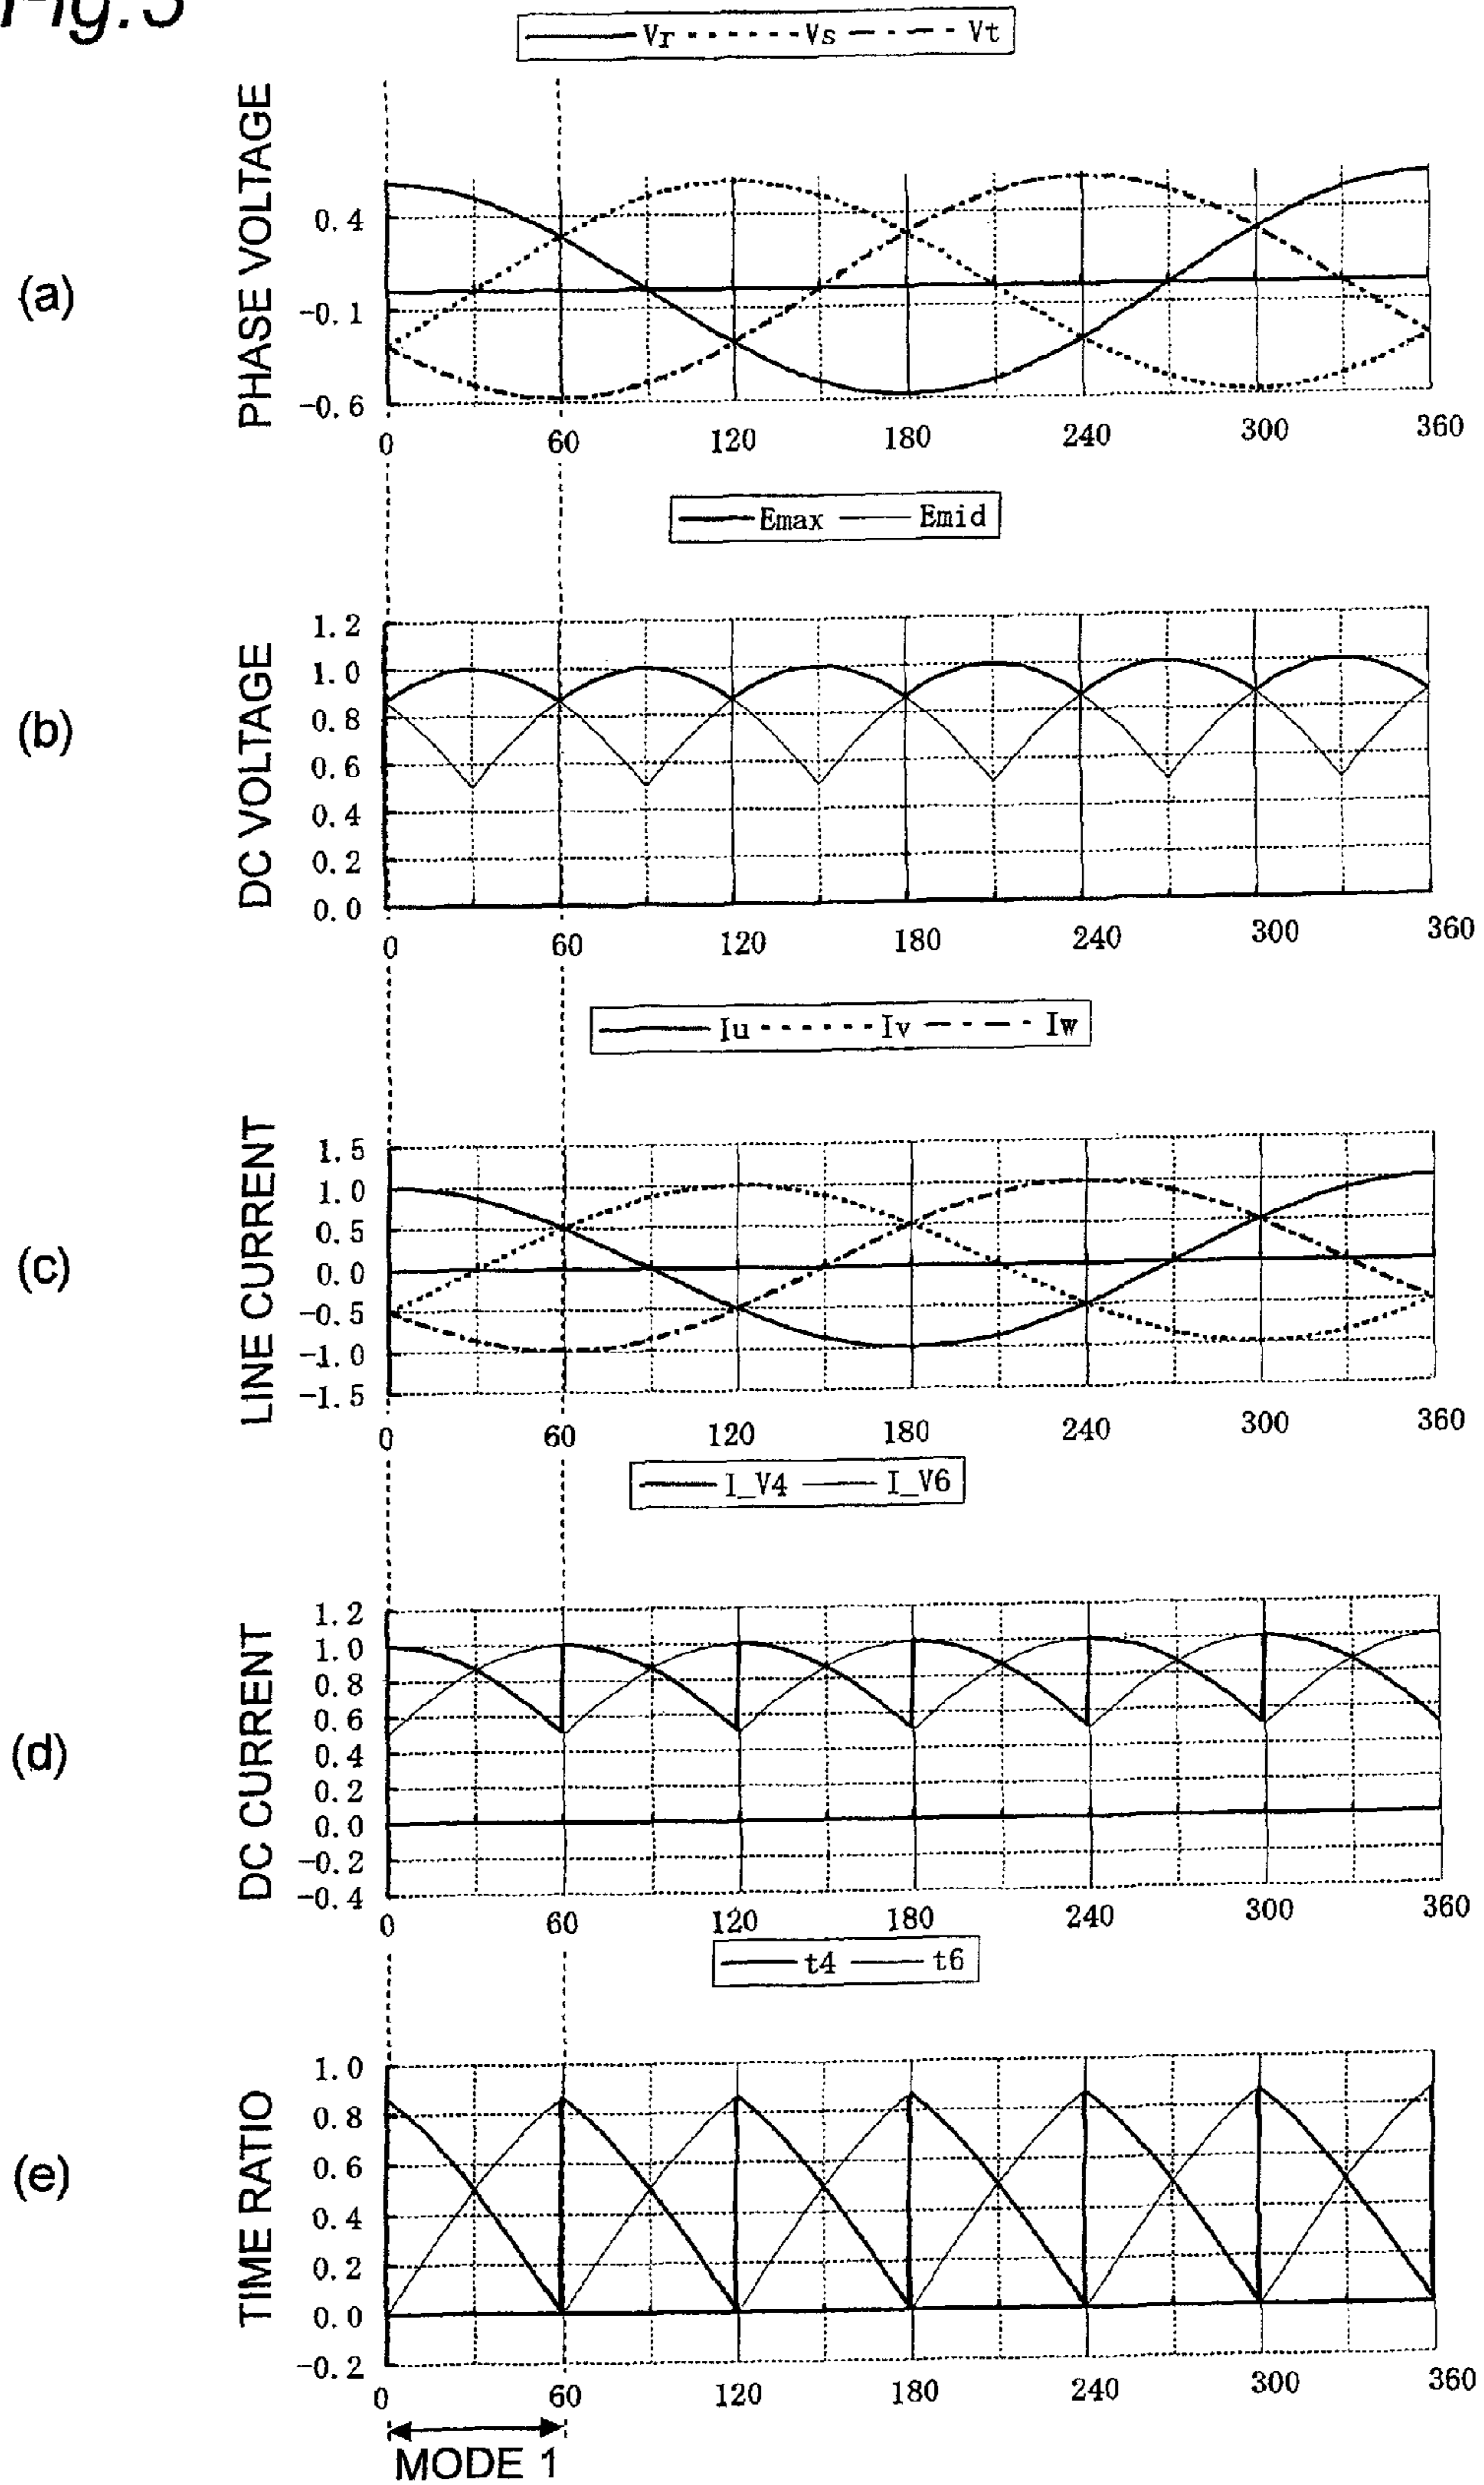 Fig.5
Vr Vs Vt
(a)
PHASE VOLTAGE
0.4
-0.1
-0.6
0 60 120 180 240 300 360
Emax Emid
(b)
DC VOLTAGE
1.2
1.0
0.8
0.6
0.4
0.2
0.0
0 60 120 180 240 300 360
Iu Iv Iw
(c)
LINE CURRENT
1.5
1.0
0.5
0.0
-0.5
-1.0
-1.5
0 60 120 180 240 300 360
I_V4 I_V6
(d)
DC CURRENT
1.2
1.0
0.8
0.6
0.4
0.2
0.0
-0.2
-0.4
0 60 120 180 240 300 360
t4 t6
(e)
TIME RATIO
1.0
0.8
0.6
0.4
0.2
0.0
-0.2
0 60 120 180 240 300 360
MODE 1